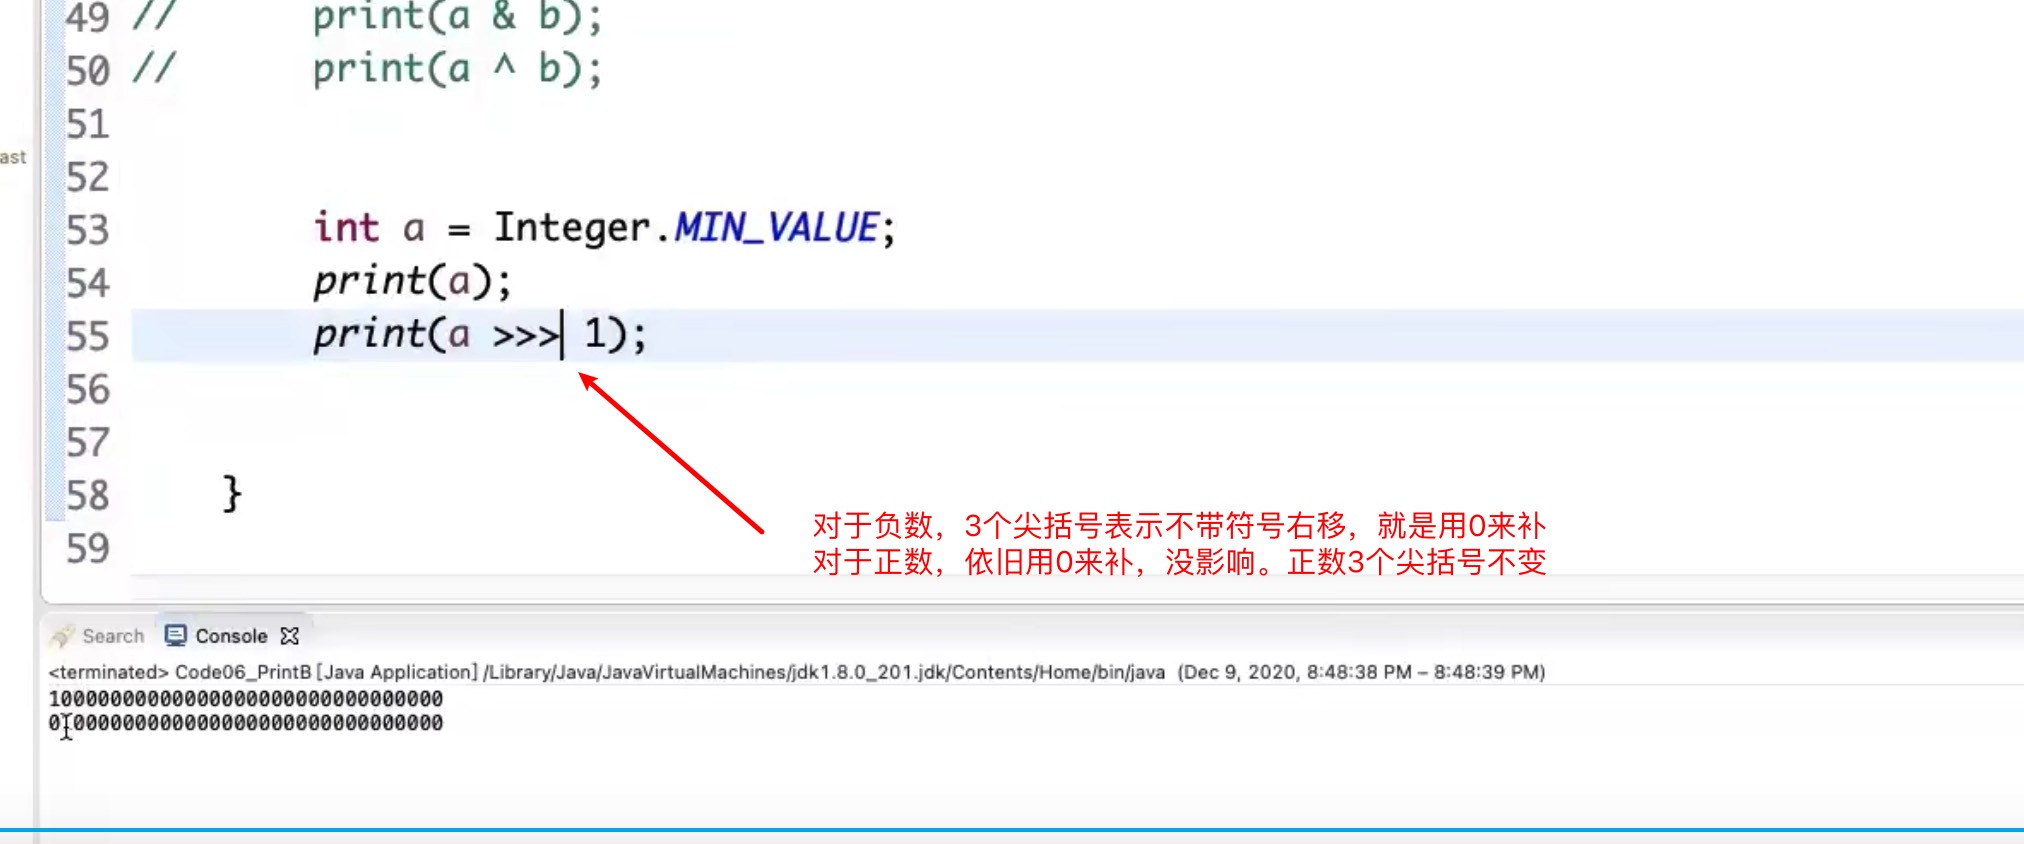 49 //      print(a & b);
50 //      print(a ^ b);
51
ast
52
53      int a = Integer.MIN_VALUE;
54      print(a);
55      print(a >>> 1);
56
57
58    }
59
对于负数，3个尖括号表示不带符号右移，就是用0来补
对于正数，依旧用0来补，没影响。正数3个尖括号不变
Search Console
<terminated> Code06_PrintB [Java Application] /Library/Java/JavaVirtualMachines/jdk1.8.0_201.jdk/Contents/Home/bin/java (Dec 9, 2020, 8:48:38 PM – 8:48:39 PM)
10000000000000000000000000000000
01000000000000000000000000000000